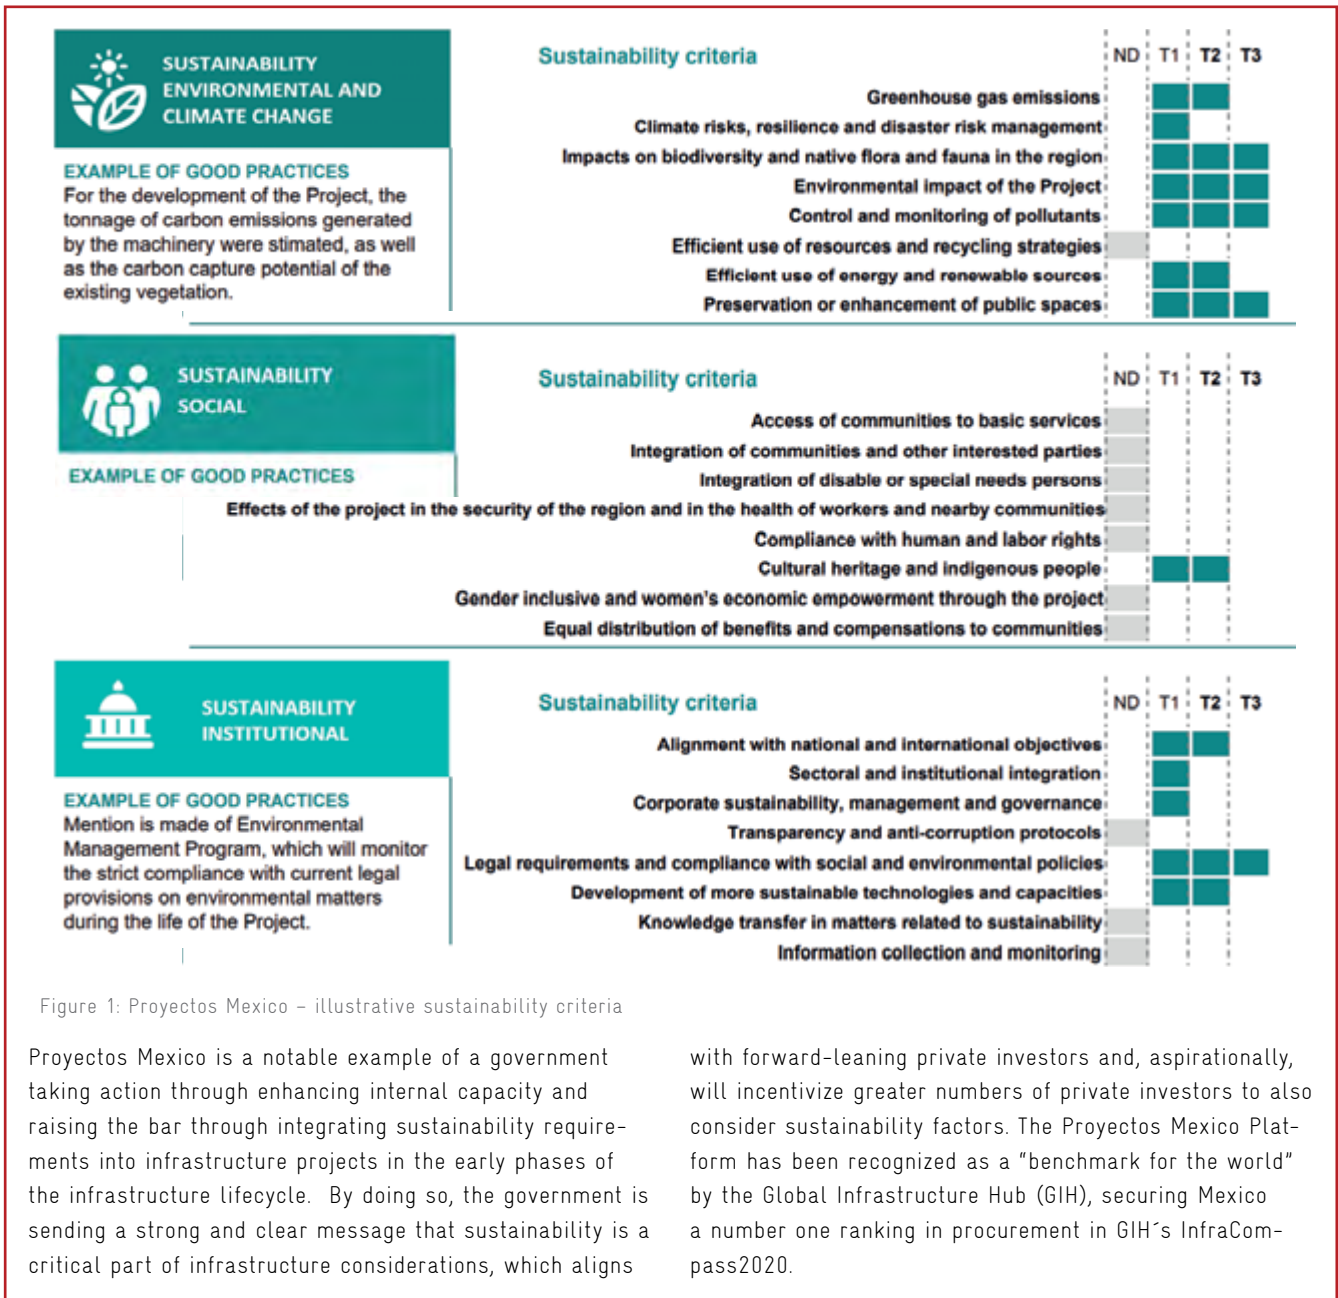 SUSTAINABILITY
ENVIRONMENTAL AND
CLIMATE CHANGE
EXAMPLE OF GOOD PRACTICES
For the development of the Project, the
tonnage of carbon emissions generated
by the machinery were stimated, as well
as the carbon capture potential of the
existing vegetation.
Sustainability criteria ND T1 T2 T3
Greenhouse gas emissions
Climate risks, resilience and disaster risk management
Impacts on biodiversity and native flora and fauna in the region
Environmental impact of the Project
Control and monitoring of pollutants
Efficient use of resources and recycling strategies
Efficient use of energy and renewable sources
Preservation or enhancement of public spaces
SUSTAINABILITY
SOCIAL
EXAMPLE OF GOOD PRACTICES
Sustainability criteria ND T1 T2 T3
Access of communities to basic services
Integration of communities and other interested parties
Integration of disable or special needs persons
Effects of the project in the security of the region and in the health of workers and nearby communities
Compliance with human and labor rights
Cultural heritage and indigenous people
Gender inclusive and women's economic empowerment through the project
Equal distribution of benefits and compensations to communities
SUSTAINABILITY
INSTITUTIONAL
EXAMPLE OF GOOD PRACTICES
Mention is made of Environmental
Management Program, which will monitor
the strict compliance with current legal
provisions on environmental matters
during the life of the Project.
Sustainability criteria ND T1 T2 T3
Alignment with national and international objectives
Sectoral and institutional integration
Corporate sustainability, management and governance
Transparency and anti-corruption protocols
Legal requirements and compliance with social and environmental policies
Development of more sustainable technologies and capacities
Knowledge transfer in matters related to sustainability
Information collection and monitoring
Figure 1: Proyectos Mexico – illustrative sustainability criteria
Proyectos Mexico is a notable example of a government
taking action through enhancing internal capacity and
raising the bar through integrating sustainability require-
ments into infrastructure projects in the early phases of
the infrastructure lifecycle. By doing so, the government is
sending a strong and clear message that sustainability is a
critical part of infrastructure considerations, which aligns
with forward-leaning private investors and, aspirationally,
will incentivize greater numbers of private investors to also
consider sustainability factors. The Proyectos Mexico Plat-
form has been recognized as a "benchmark for the world"
by the Global Infrastructure Hub (GIH), securing Mexico
a number one ranking in procurement in GIH´s InfraCom-
pass2020.